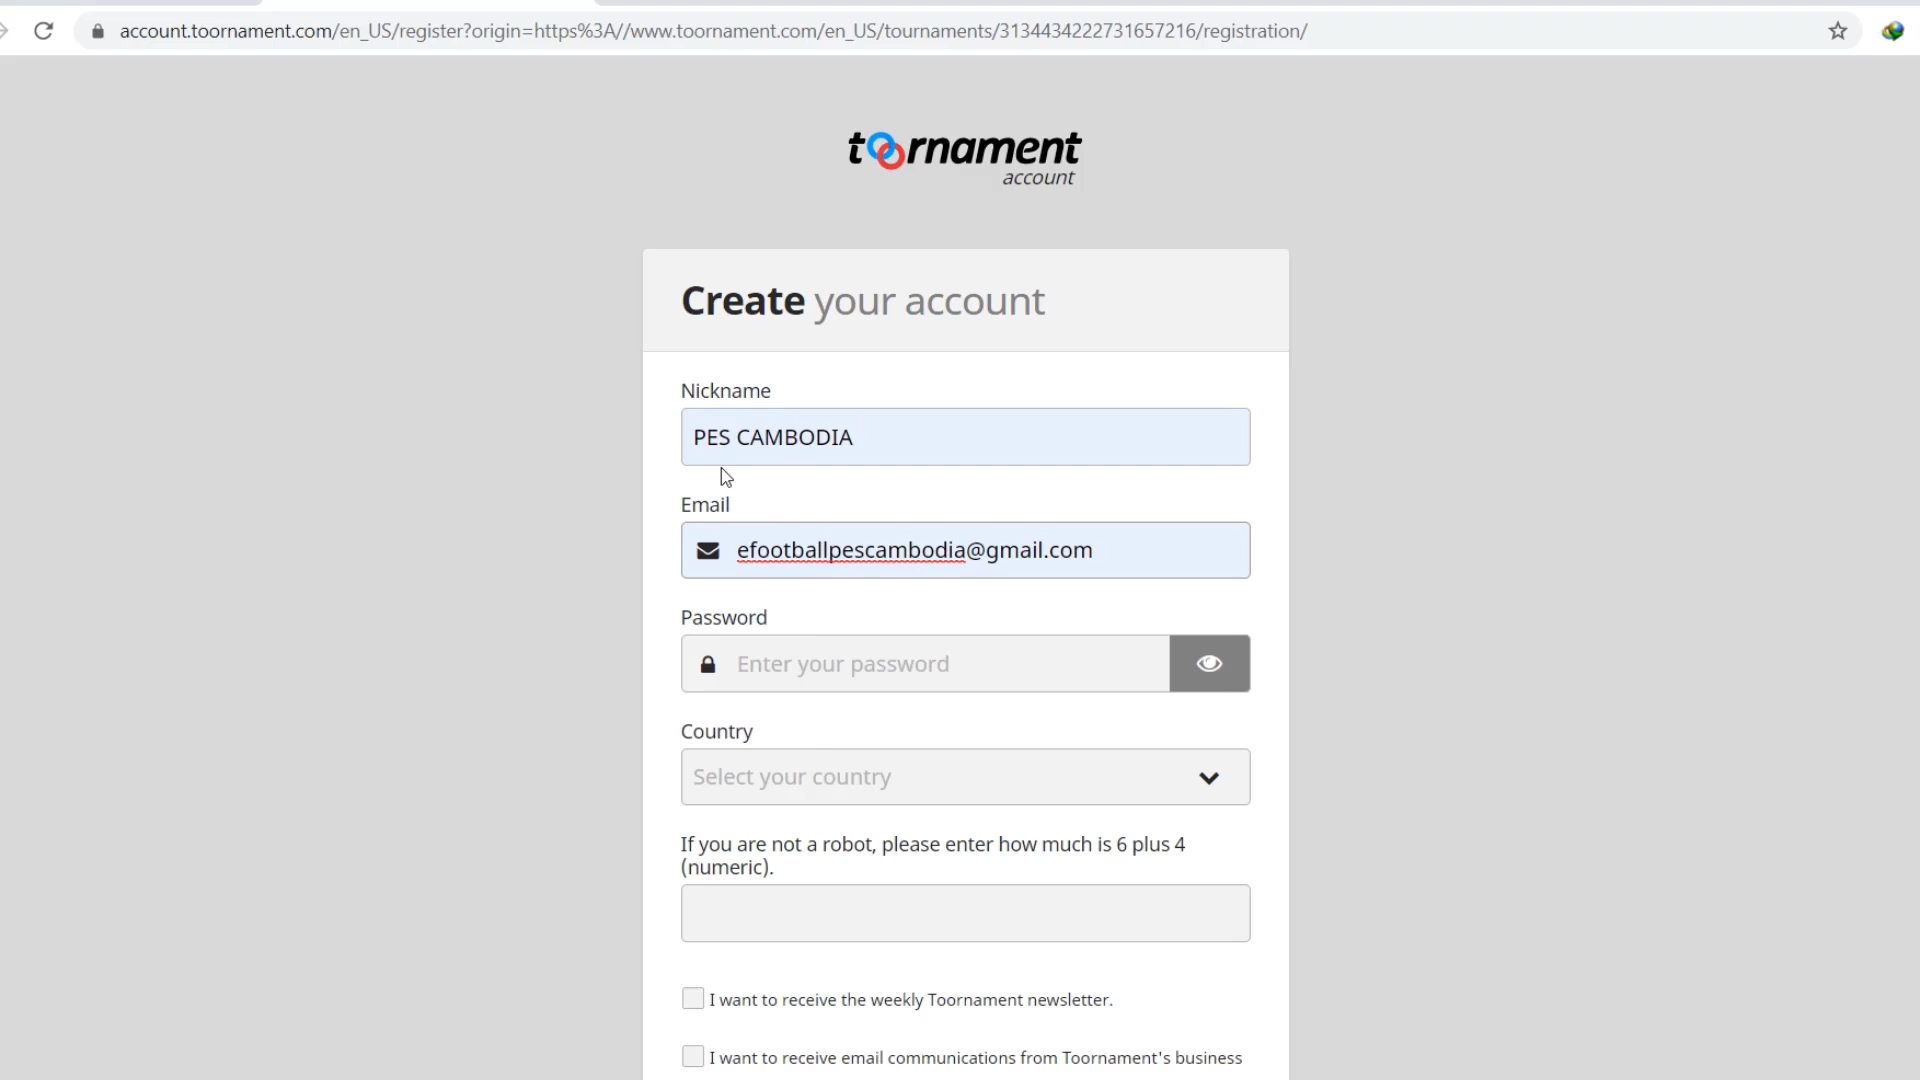 account.toornament.com/en_US/register?origin=https%3A//www.toornament.com/en_US/tournaments/3134434222731657216/registration/
toornament
account
Create your account
Nickname
PES CAMBODIA
Email
efootballpescambodia@gmail.com
Password
Enter your password
Country
Select your country
If you are not a robot, please enter how much is 6 plus 4
(numeric).
I want to receive the weekly Toornament newsletter.
I want to receive email communications from Toornament's business